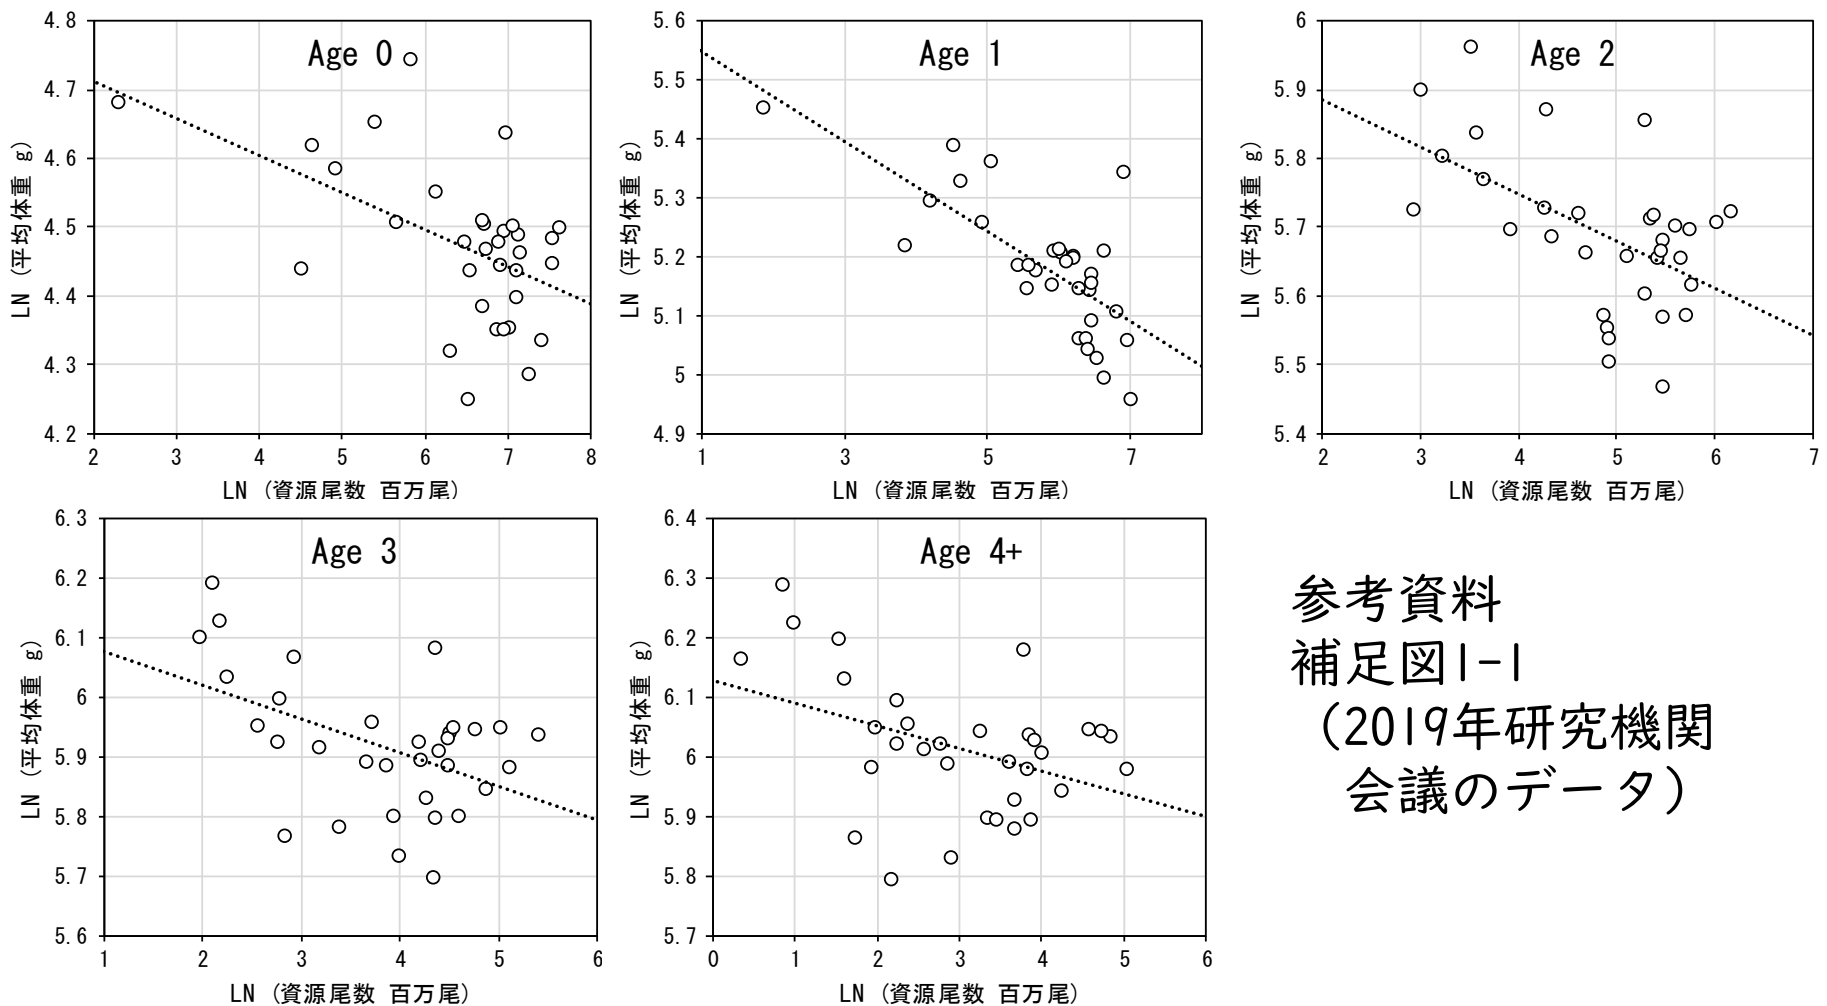 Age 0
4.8
4.7
4.6
4.5
4.4
4.3
4.2
2 3 4 5 6 7 8
LN (平均体重 g)
LN (資源尾数 百万尾)
Age 1
5.6
5.5
5.4
5.3
5.2
5.1
5
4.9
1 3 5 7
LN (平均体重 g)
LN (資源尾数 百万尾)
Age 2
6
5.9
5.8
5.7
5.6
5.5
5.4
2 3 4 5 6 7
LN (平均体重 g)
LN (資源尾数 百万尾)
Age 3
6.3
6.2
6.1
6
5.9
5.8
5.7
5.6
1 2 3 4 5 6
LN (平均体重 g)
LN (資源尾数 百万尾)
Age 4+
6.4
6.3
6.2
6.1
6
5.9
5.8
5.7
0 1 2 3 4 5 6
LN (平均体重 g)
LN (資源尾数 百万尾)
参考資料
補足図1-1
(2019年研究機関
会議のデータ)